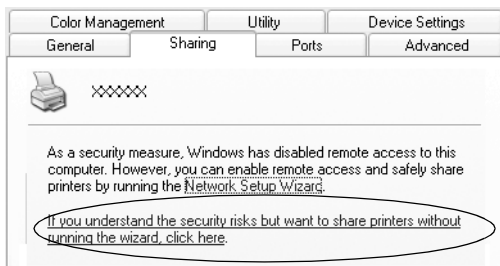 Color Management Utility Device Settings
General Sharing Ports Advanced
XXXXXX
As a security measure, Windows has disabled remote access to this
computer. However, you can enable remote access and safely share
printers by running the Network Setup Wizard.
If you understand the security risks but want to share printers without
running the wizard, click here.